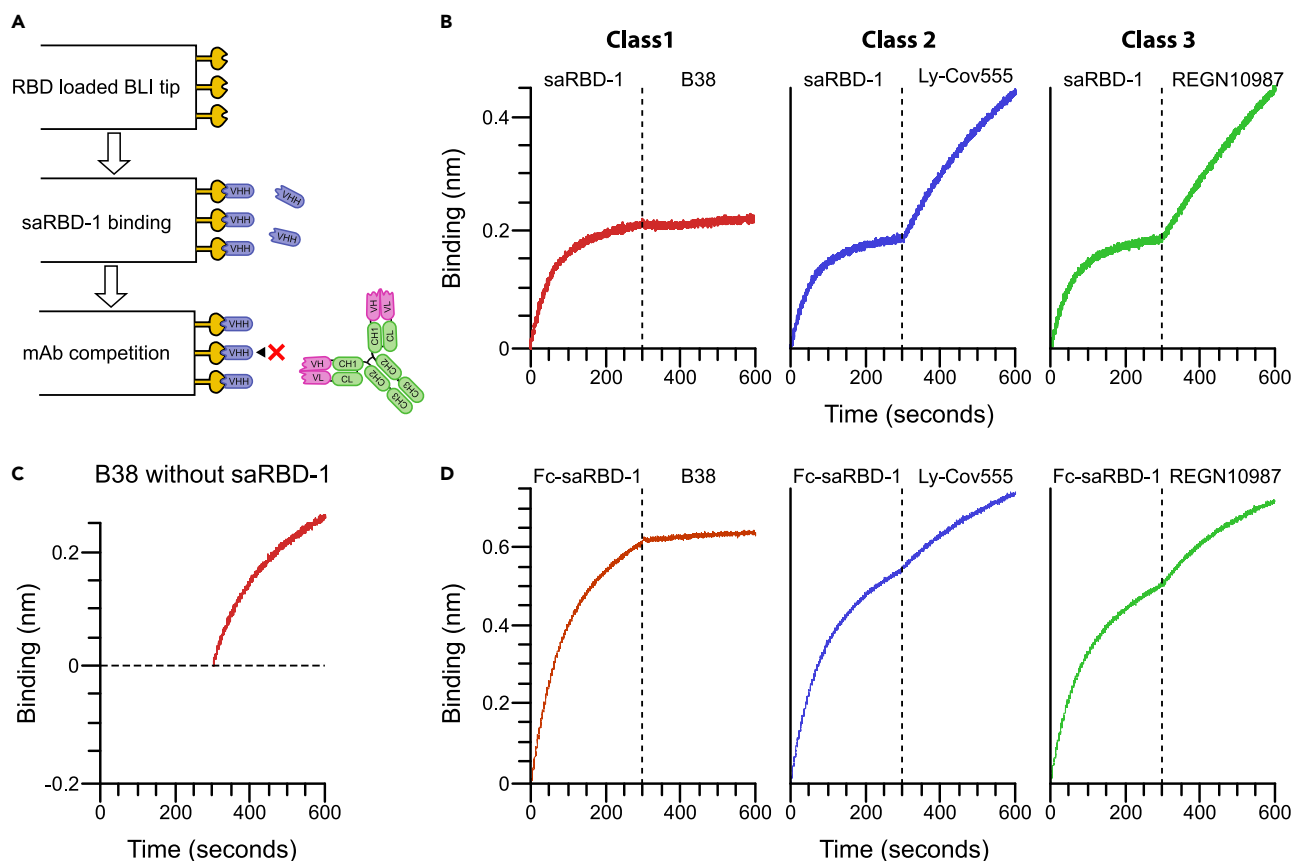 A
RBD loaded BLI tip
saRBD-1 binding
VHH
VHH
VHH
VHH
VHH
mAb competition
VHH
VHH
VHH
VH
VL
CH1
CL
VH
VL
CH1
CL
CH2
CH2
CH3
CH3
B
Class1
Class 2
Class 3
saRBD-1 B38
saRBD-1 Ly-Cov555
saRBD-1 REGN10987
Binding (nm)
0.4
0.2
0
0 200 400 600
0 200 400 600
0 200 400 600
Time (seconds)
C
B38 without saRBD-1
Binding (nm)
0.2
0
-0.2
0 200 400 600
Time (seconds)
D
Fc-saRBD-1 B38
Fc-saRBD-1 Ly-Cov555
Fc-saRBD-1 REGN10987
Binding (nm)
0.6
0.4
0.2
0
0 200 400 600
0 200 400 600
0 200 400 600
Time (seconds)